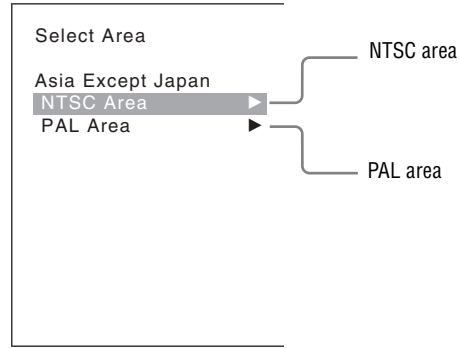 Select Area
NTSC area
Asia Except Japan
NTSC Area ▶
PAL Area ▶
PAL area